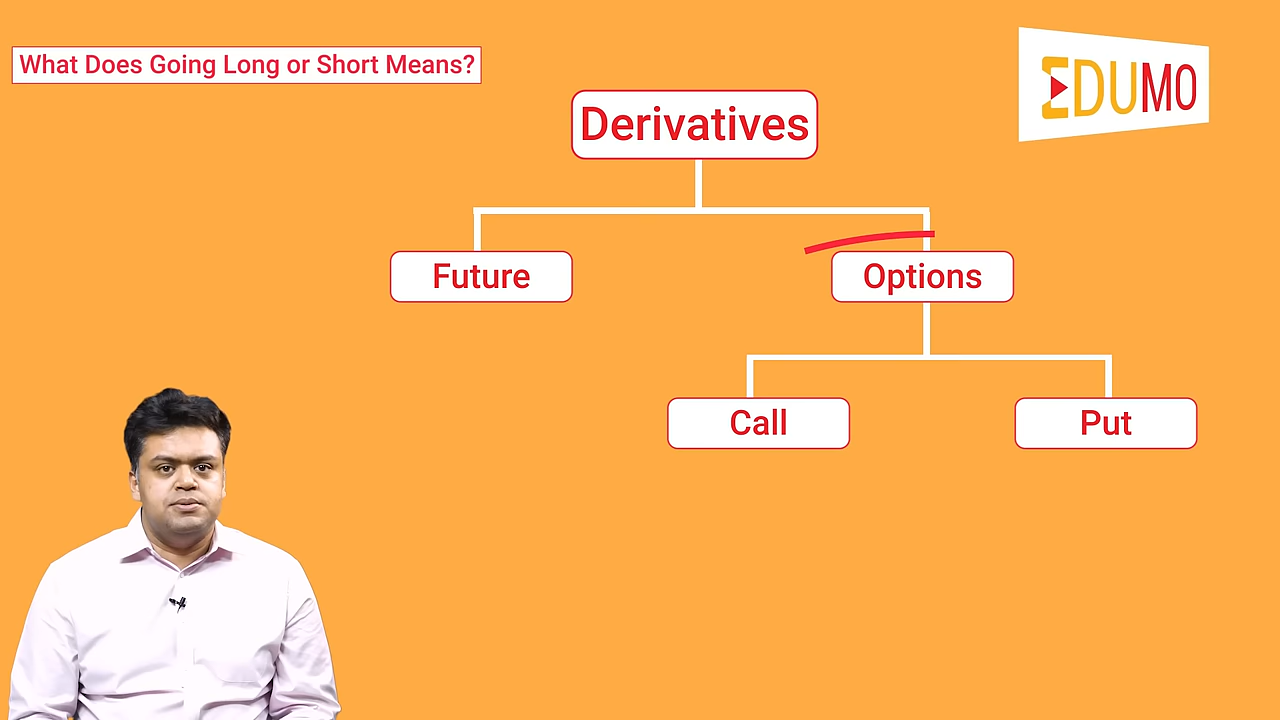 What Does Going Long or Short Means?
EDUMO
Derivatives
Future
Options
Call
Put